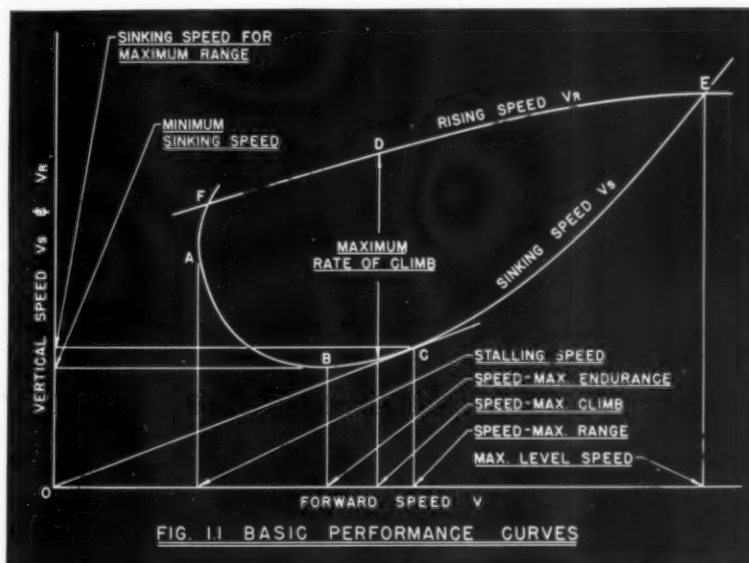 SINKING SPEED FOR
MAXIMUM RANGE
MINIMUM
SINKING SPEED
VERTICAL SPEED VS & VR
RISING SPEED VR
SINKING SPEED VS
E
D
F
A
B
C
MAXIMUM
RATE OF CLIMB
STALLING SPEED
SPEED-MAX. ENDURANCE
SPEED-MAX. CLIMB
SPEED-MAX. RANGE
MAX. LEVEL SPEED
O
FORWARD SPEED V
FIG. 1.1 BASIC PERFORMANCE CURVES